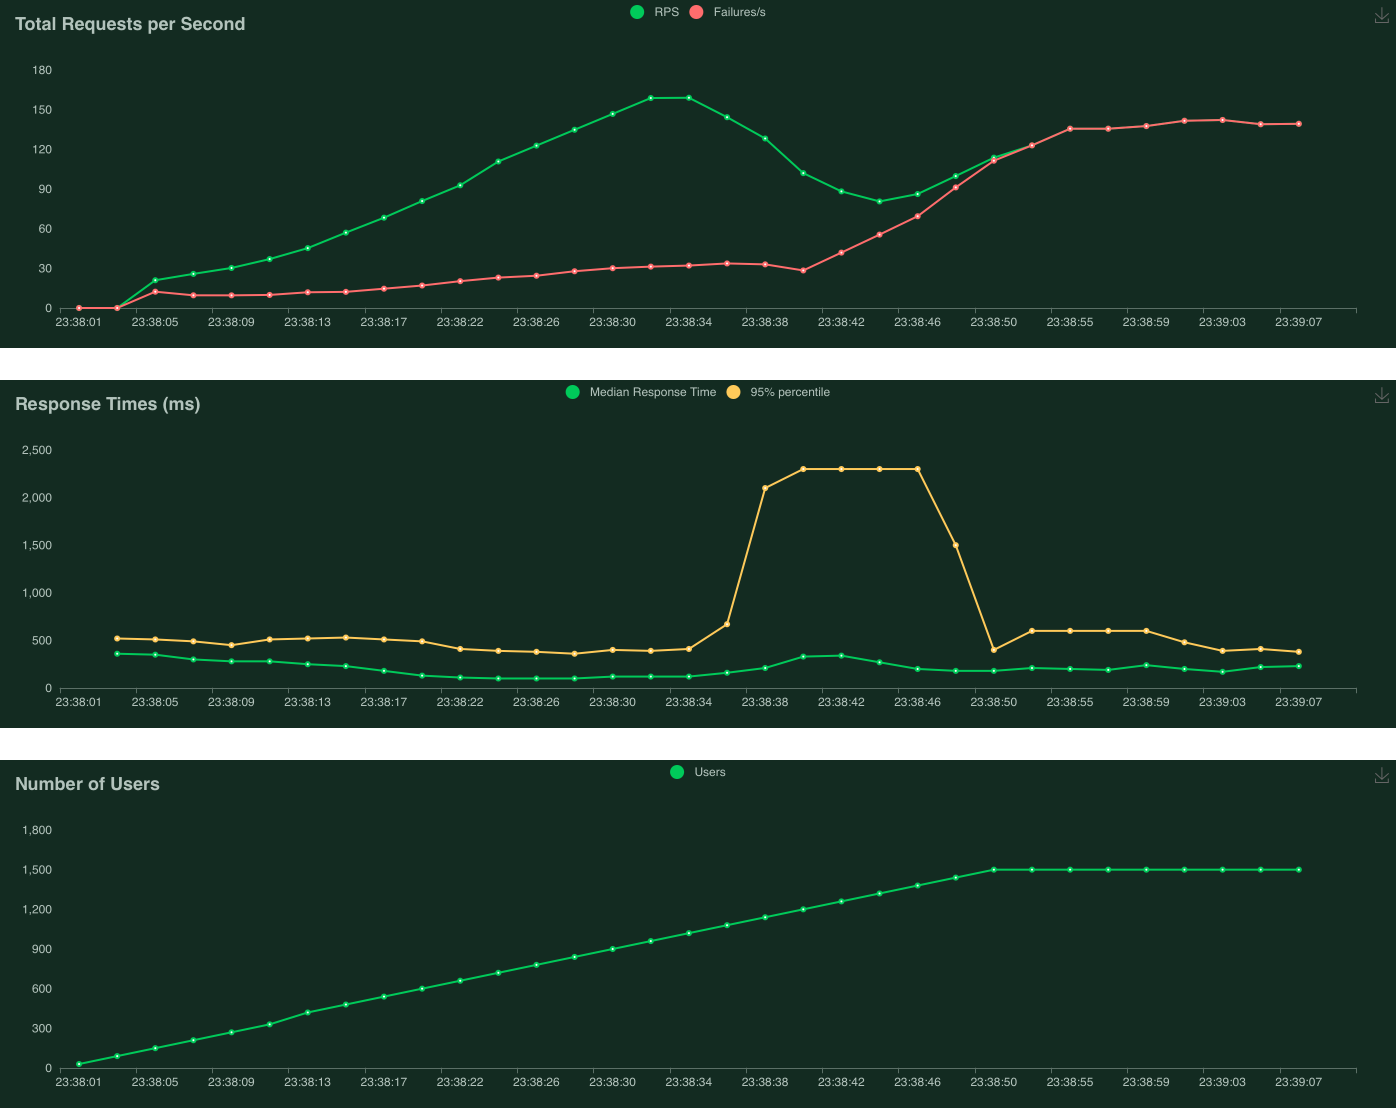 RPS Failures/s
Total Requests per Second
180
150
120
90
60
30
0
23:38:01 23:38:05 23:38:09 23:38:13 23:38:17 23:38:22 23:38:26 23:38:30 23:38:34 23:38:38 23:38:42 23:38:46 23:38:50 23:38:55 23:38:59 23:39:03 23:39:07
Median Response Time 95% percentile
Response Times (ms)
2,500
2,000
1,500
1,000
500
0
23:38:01 23:38:05 23:38:09 23:38:13 23:38:17 23:38:22 23:38:26 23:38:30 23:38:34 23:38:38 23:38:42 23:38:46 23:38:50 23:38:55 23:38:59 23:39:03 23:39:07
Users
Number of Users
1,800
1,500
1,200
900
600
300
0
23:38:01 23:38:05 23:38:09 23:38:13 23:38:17 23:38:22 23:38:26 23:38:30 23:38:34 23:38:38 23:38:42 23:38:46 23:38:50 23:38:55 23:38:59 23:39:03 23:39:07